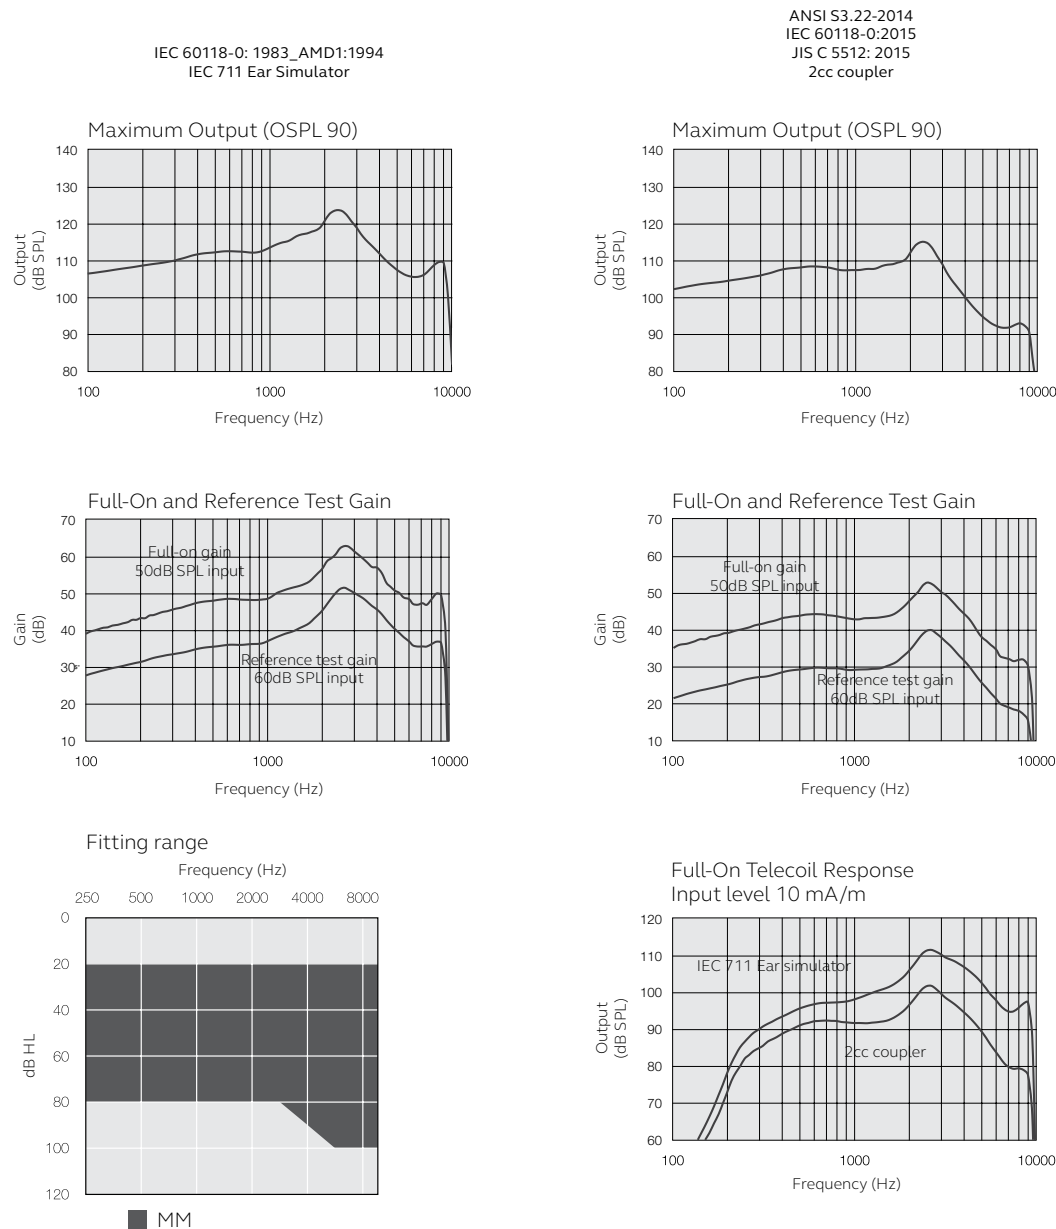 IEC 60118-0: 1983_AMD1:1994
IEC 711 Ear Simulator
ANSI S3.22-2014
IEC 60118-0:2015
JIS C 5512: 2015
2cc coupler
Maximum Output (OSPL 90)
140
130
120
110
100
90
80
Output
(dB SPL)
100 1000 10000
Frequency (Hz)
Maximum Output (OSPL 90)
140
130
120
110
100
90
80
Output
(dB SPL)
100 1000 10000
Frequency (Hz)
Full-On and Reference Test Gain
70
60
50
40
30
20
10
Gain
(dB)
Full-on gain
50dB SPL input
Reference test gain
60dB SPL input
100 1000 10000
Frequency (Hz)
Full-On and Reference Test Gain
70
60
50
40
30
20
10
Gain
(dB)
Full-on gain
50dB SPL input
Reference test gain
60dB SPL input
100 1000 10000
Frequency (Hz)
Fitting range
Frequency (Hz)
250 500 1000 2000 4000 8000
0
20
40
60
80
100
120
dB HL
MM
Full-On Telecoil Response
Input level 10 mA/m
120
110
100
90
80
70
60
Output
(dB SPL)
IEC 711 Ear simulator
2cc coupler
100 1000 10000
Frequency (Hz)